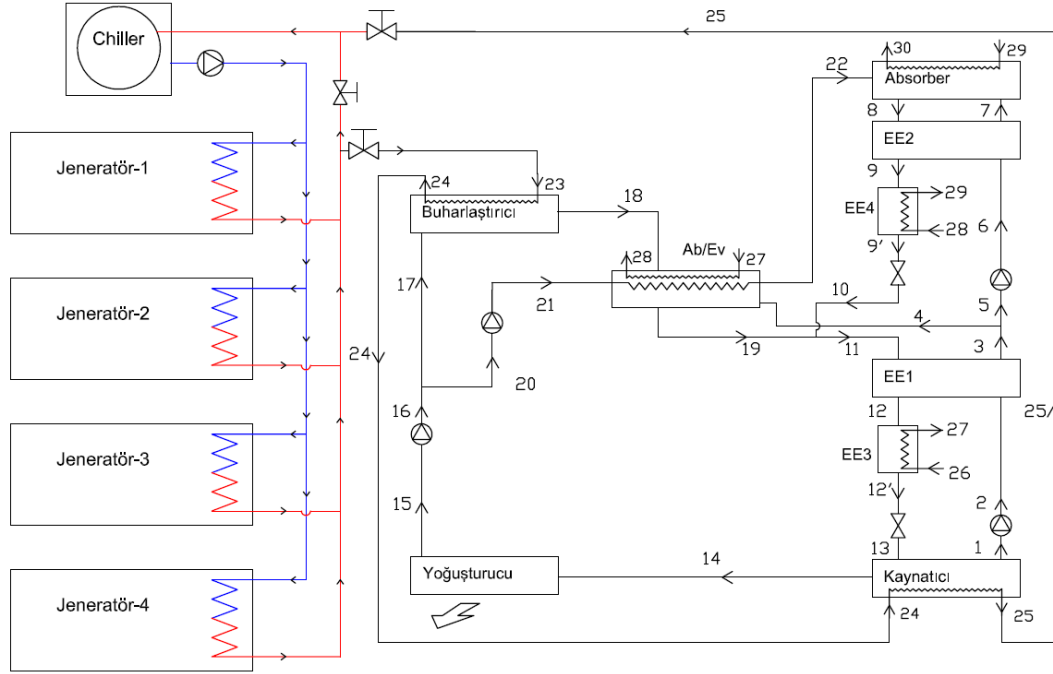 25
Chiller
30
29
22
Absorber
8
7
Jeneratör-1
EE2
24
23
18
9
29
Buharlaştırıcı
EE4
6
28
Ab/Ev
28
27
9'
17
Jeneratör-2
21
10
5
4
24
19
11
3
20
EE1
16
12
25/
Jeneratör-3
27
EE3
26
12'
15
2
13
1
14
Yoğuşturucu
Kaynatıcı
Jeneratör-4
24
25